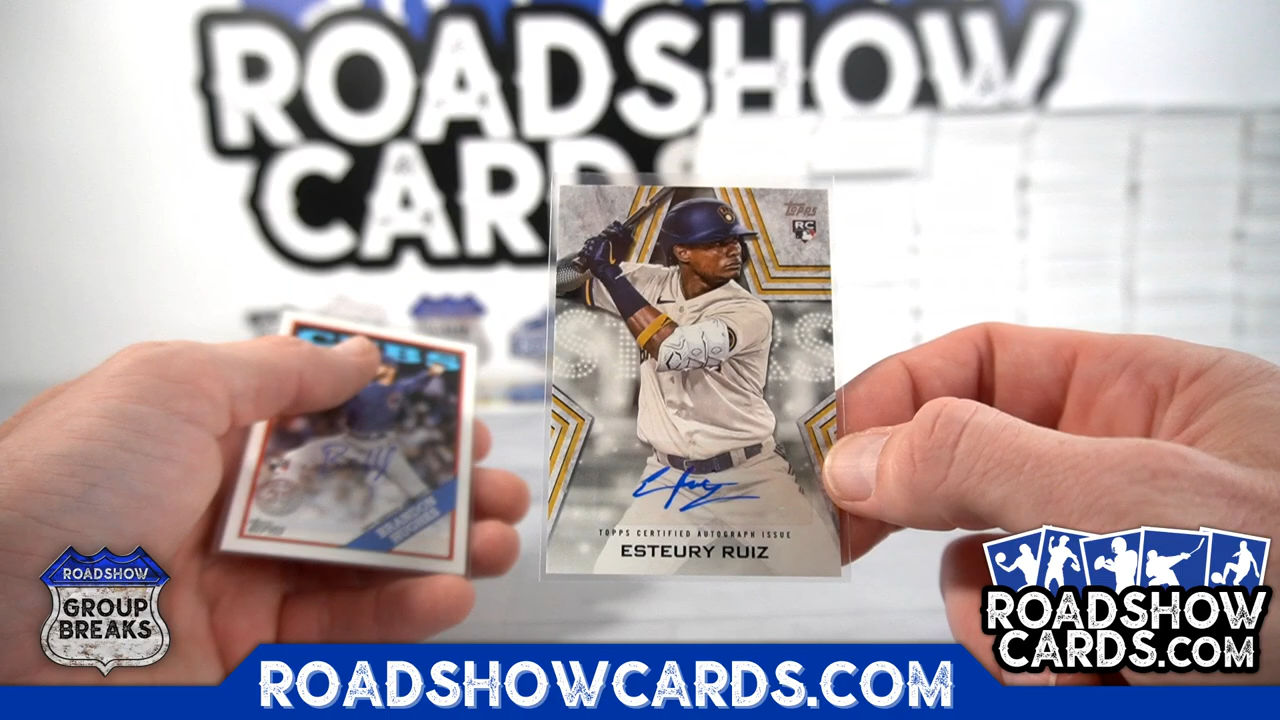 ROADSHOW
CARDS
TOPPS
RC
CUBS
Topps
TOPPS CERTIFIED AUTOGRAPH ISSUE
ESTEURY RUIZ
ROADSHOW
GROUP
BREAKS
ROADSHOW
CARDS.COM
ROADSHOWCARDS.COM